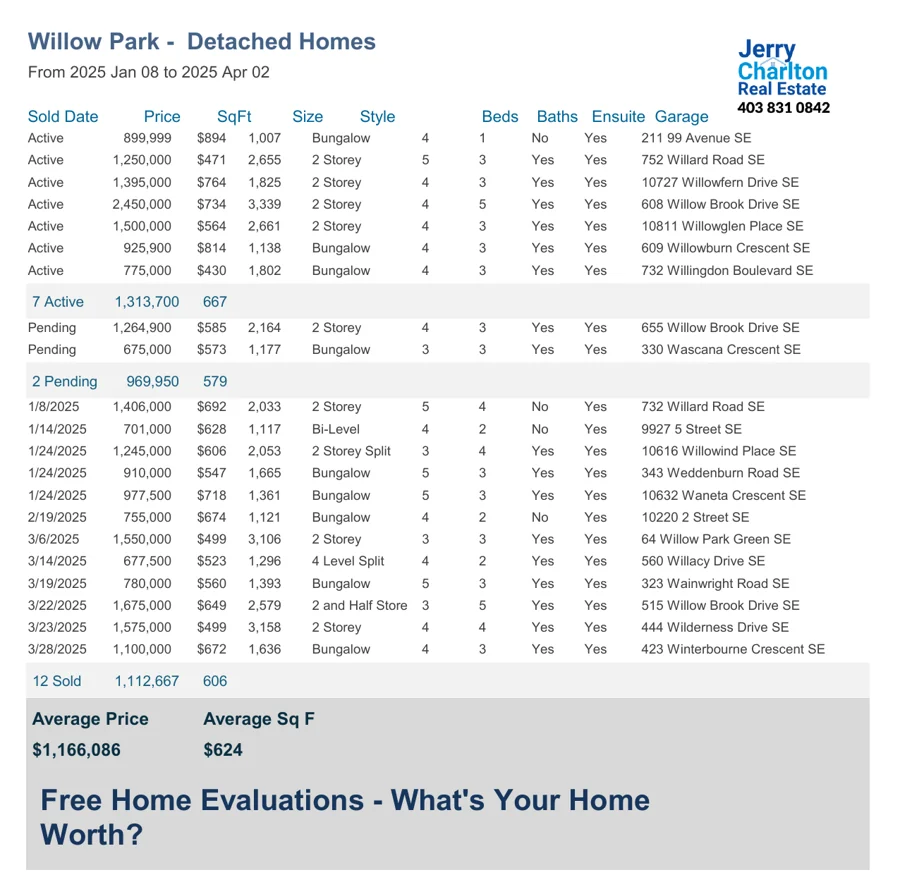 Willow Park -  Detached Homes
From 2025 Jan 08 to 2025 Apr 02
Jerry
Charlton
Real Estate
403 831 0842
Sold Date Price SqFt Size Style Beds Baths Ensuite Garage
Active 899,999 $894 1,007 Bungalow 4 1 No Yes 211 99 Avenue SE
Active 1,250,000 $471 2,655 2 Storey 5 3 Yes Yes 752 Willard Road SE
Active 1,395,000 $764 1,825 2 Storey 4 3 Yes Yes 10727 Willowfern Drive SE
Active 2,450,000 $734 3,339 2 Storey 4 5 Yes Yes 608 Willow Brook Drive SE
Active 1,500,000 $564 2,661 2 Storey 4 3 Yes Yes 10811 Willowglen Place SE
Active 925,900 $814 1,138 Bungalow 4 3 Yes Yes 609 Willowburn Crescent SE
Active 775,000 $430 1,802 Bungalow 4 3 Yes Yes 732 Willingdon Boulevard SE
7 Active 1,313,700 667
Pending 1,264,900 $585 2,164 2 Storey 4 3 Yes Yes 655 Willow Brook Drive SE
Pending 675,000 $573 1,177 Bungalow 3 3 Yes Yes 330 Wascana Crescent SE
2 Pending 969,950 579
1/8/2025 1,406,000 $692 2,033 2 Storey 5 4 No Yes 732 Willard Road SE
1/14/2025 701,000 $628 1,117 Bi-Level 4 2 No Yes 9927 5 Street SE
1/24/2025 1,245,000 $606 2,053 2 Storey Split 3 4 Yes Yes 10616 Willowind Place SE
1/24/2025 910,000 $547 1,665 Bungalow 5 3 Yes Yes 343 Weddenburn Road SE
1/24/2025 977,500 $718 1,361 Bungalow 5 3 Yes Yes 10632 Waneta Crescent SE
2/19/2025 755,000 $674 1,121 Bungalow 4 2 No Yes 10220 2 Street SE
3/6/2025 1,550,000 $499 3,106 2 Storey 3 3 Yes Yes 64 Willow Park Green SE
3/14/2025 677,500 $523 1,296 4 Level Split 4 2 Yes Yes 560 Willacy Drive SE
3/19/2025 780,000 $560 1,393 Bungalow 5 3 Yes Yes 323 Wainwright Road SE
3/22/2025 1,675,000 $649 2,579 2 and Half Store 3 5 Yes Yes 515 Willow Brook Drive SE
3/23/2025 1,575,000 $499 3,158 2 Storey 4 4 Yes Yes 444 Wilderness Drive SE
3/28/2025 1,100,000 $672 1,636 Bungalow 4 3 Yes Yes 423 Winterbourne Crescent SE
12 Sold 1,112,667 606
Average Price Average Sq F
$1,166,086 $624
Free Home Evaluations - What's Your Home
Worth?